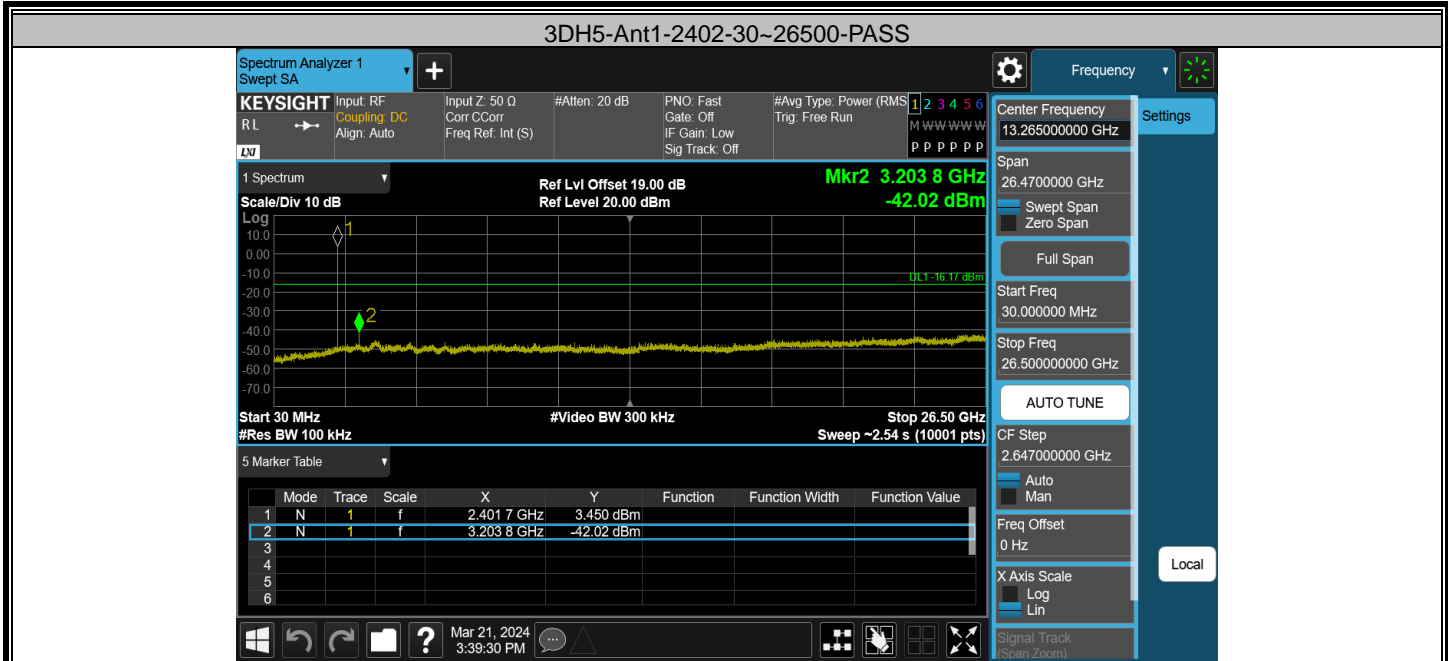 3DH5-Ant1-2402-30~26500-PASS
Spectrum Analyzer 1
Swept SA
+
Frequency
KEYSIGHT
R L
LXI
Input: RF
Coupling: DC
Align: Auto
Input Z: 50 Ω
Corr CCorr
Freq Ref: Int (S)
#Atten: 20 dB
PNO: Fast
Gate: Off
IF Gain: Low
Sig Track: Off
#Avg Type: Power (RMS
Trig: Free Run
1 2 3 4 5 6
M W W W W W
P P P P P P
1 Spectrum
Scale/Div 10 dB
Ref Lvl Offset 19.00 dB
Ref Level 20.00 dBm
Mkr2 3.203 8 GHz
-42.02 dBm
Log
10.0
0.00
-10.0
-20.0
-30.0
-40.0
-50.0
-60.0
-70.0
1
2
DL1 -16.17 dBm
Start 30 MHz
#Res BW 100 kHz
#Video BW 300 kHz
Stop 26.50 GHz
Sweep ~2.54 s (10001 pts)
5 Marker Table
Mode Trace Scale X Y Function Function Width Function Value
1 N 1 f 2.401 7 GHz 3.450 dBm
2 N 1 f 3.203 8 GHz -42.02 dBm
3
4
5
6
Center Frequency
13.265000000 GHz
Span
26.4700000 GHz
Swept Span
Zero Span
Full Span
Start Freq
30.000000 MHz
Stop Freq
26.500000000 GHz
AUTO TUNE
CF Step
2.647000000 GHz
Auto
Man
Freq Offset
0 Hz
X Axis Scale
Log
Lin
Signal Track
(Span Zoom)
Settings
Local
?
Mar 21, 2024
3:39:30 PM